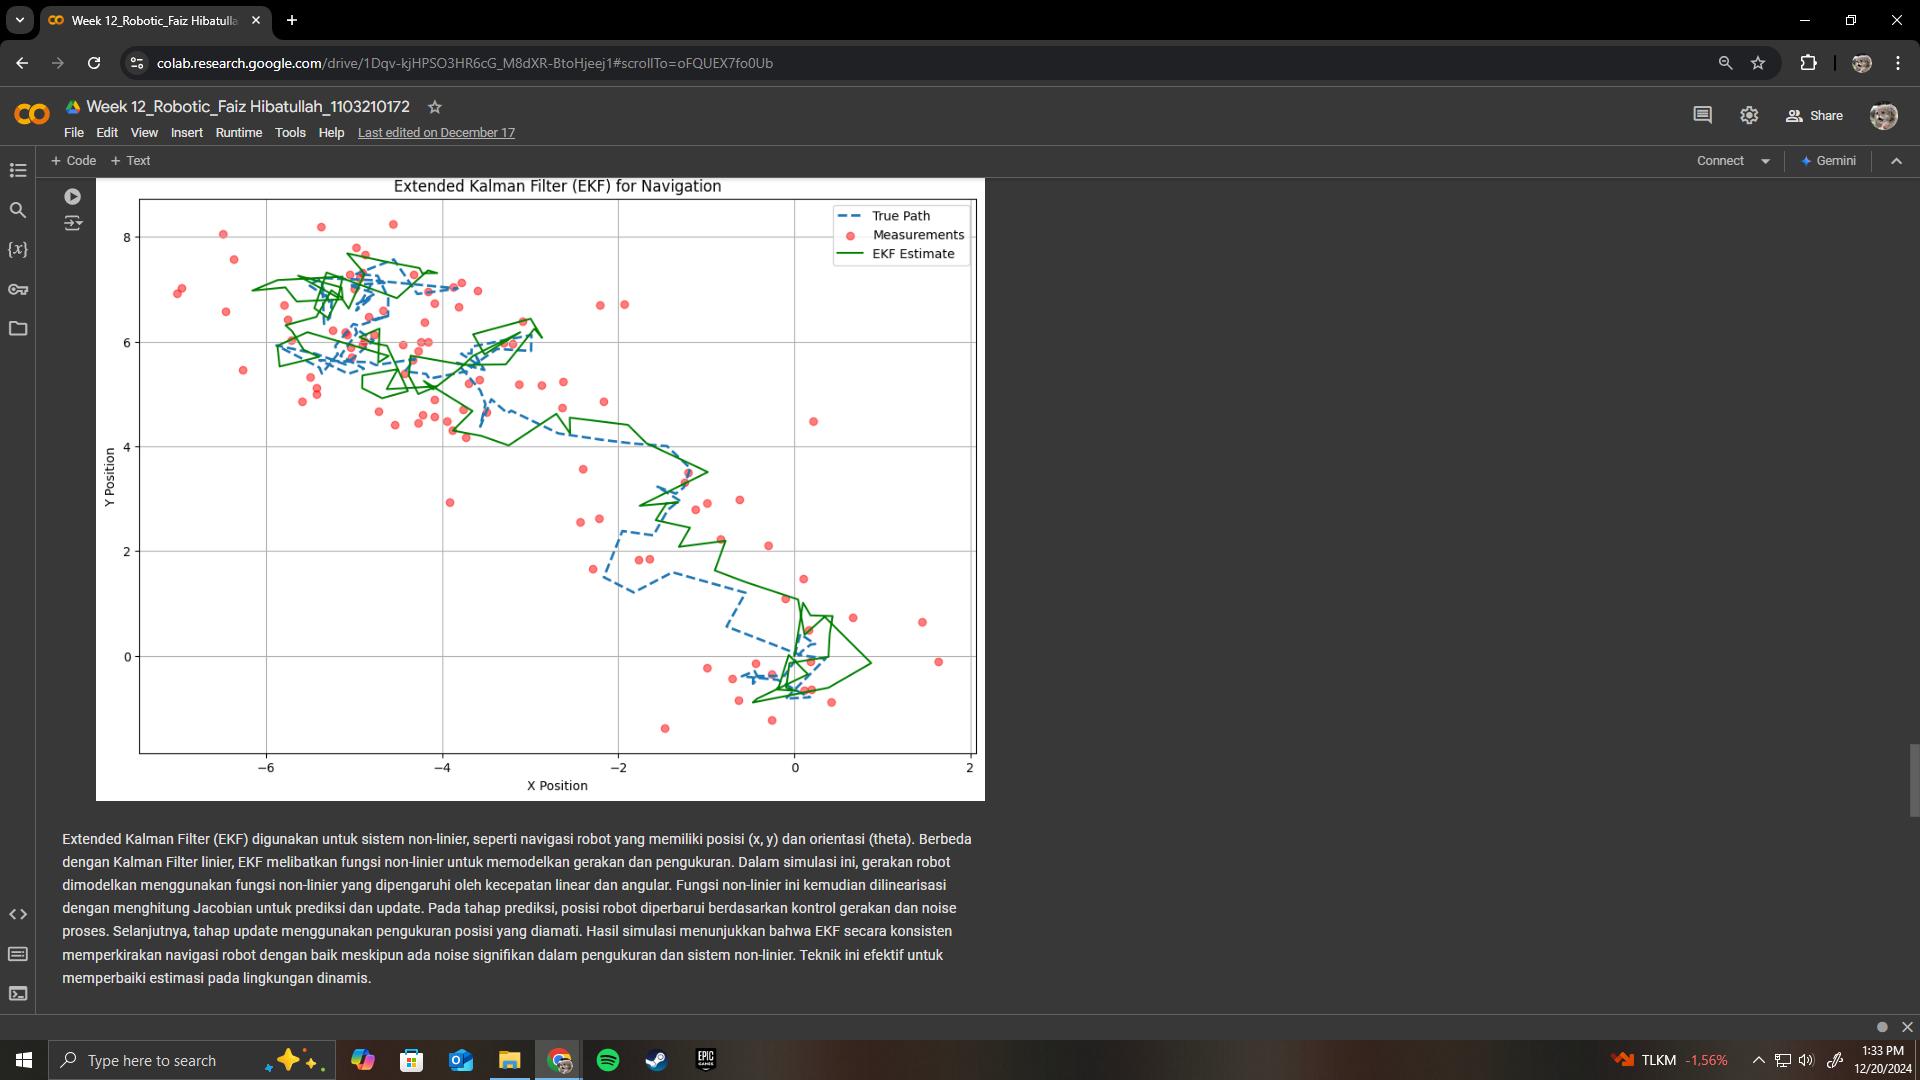 Week 12_Robotic_Faiz Hibatulla
colab.research.google.com/drive/1Dqv-kjHPSO3HR6cG_M8dXR-BtoHjeej1#scrollTo=oFQUEX7fo0Ub
Week 12_Robotic_Faiz Hibatullah_1103210172
Share
File Edit View Insert Runtime Tools Help Last edited on December 17
+ Code + Text
Connect
Gemini
Extended Kalman Filter (EKF) for Navigation
True Path
Measurements
EKF Estimate
8
6
4
2
0
Y Position
−6 −4 −2 0 2
X Position
Extended Kalman Filter (EKF) digunakan untuk sistem non-linier, seperti navigasi robot yang memiliki posisi (x, y) dan orientasi (theta). Berbeda
dengan Kalman Filter linier, EKF melibatkan fungsi non-linier untuk memodelkan gerakan dan pengukuran. Dalam simulasi ini, gerakan robot
dimodelkan menggunakan fungsi non-linier yang dipengaruhi oleh kecepatan linear dan angular. Fungsi non-linier ini kemudian dilinearisasi
dengan menghitung Jacobian untuk prediksi dan update. Pada tahap prediksi, posisi robot diperbarui berdasarkan kontrol gerakan dan noise
proses. Selanjutnya, tahap update menggunakan pengukuran posisi yang diamati. Hasil simulasi menunjukkan bahwa EKF secara konsisten
memperkirakan navigasi robot dengan baik meskipun ada noise signifikan dalam pengukuran dan sistem non-linier. Teknik ini efektif untuk
memperbaiki estimasi pada lingkungan dinamis.
Type here to search
EPIC
GAMES
TLKM -1,56%
1:33 PM
12/20/2024